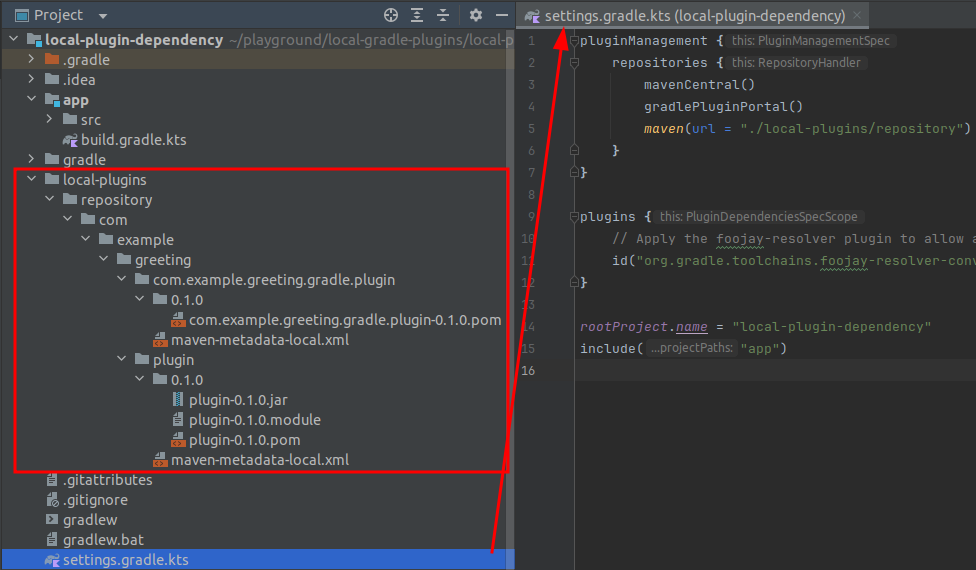 Project
local-plugin-dependency ~/playground/local-gradle-plugins/local-p
.gradle
.idea
app
src
build.gradle.kts
gradle
local-plugins
repository
com
example
greeting
com.example.greeting.gradle.plugin
0.1.0
com.example.greeting.gradle.plugin-0.1.0.pom
maven-metadata-local.xml
plugin
0.1.0
plugin-0.1.0.jar
plugin-0.1.0.module
plugin-0.1.0.pom
maven-metadata-local.xml
.gitattributes
.gitignore
gradlew
gradlew.bat
settings.gradle.kts
settings.gradle.kts (local-plugin-dependency)
1 pluginManagement { this: PluginManagementSpec
2 repositories { this: RepositoryHandler
3 mavenCentral()
4 gradlePluginPortal()
5 maven(url = "./local-plugins/repository")
6 }
7 }
8
9 plugins { this: PluginDependenciesSpecScope
10 // Apply the foojay-resolver plugin to allow a
11 id("org.gradle.toolchains.foojay-resolver-conv
12 }
13
14 rootProject.name = "local-plugin-dependency"
15 include( ...projectPaths: "app")
16